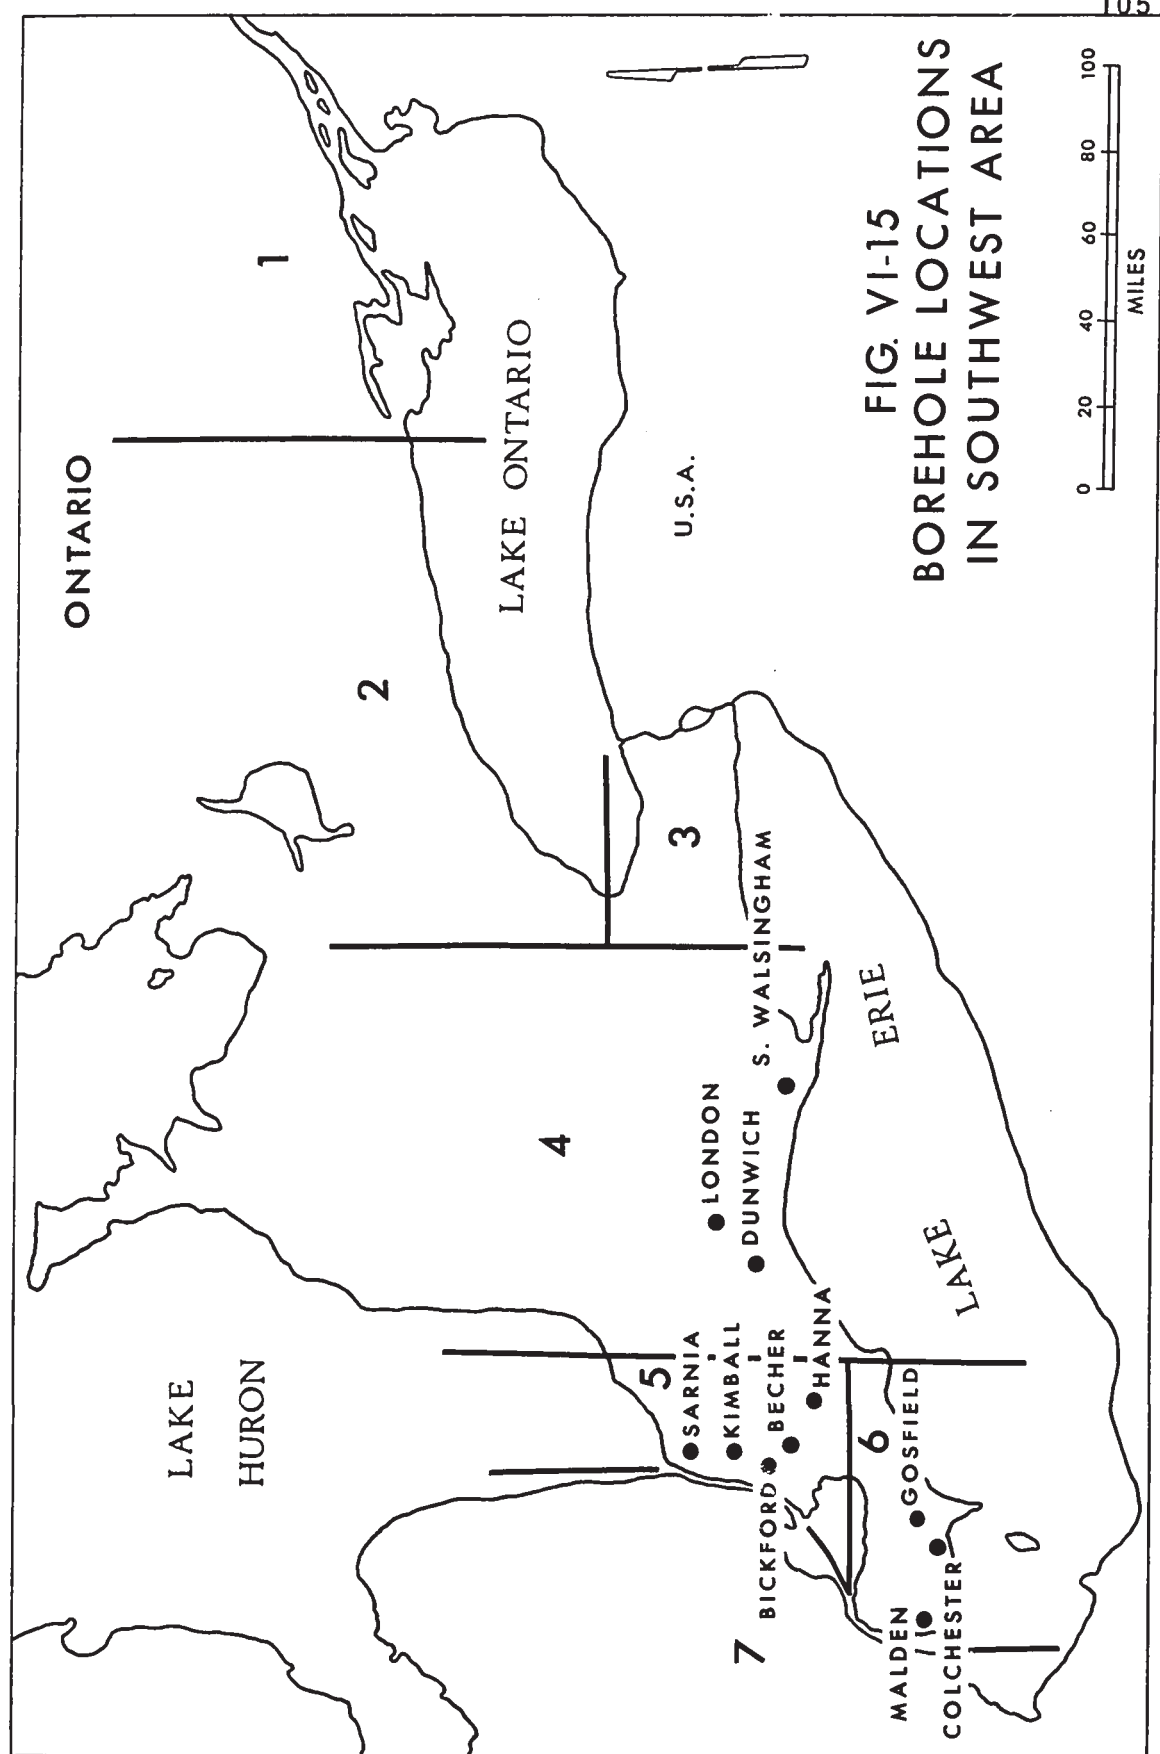 105
ONTARIO
1
2
LAKE ONTARIO
U.S.A.
3
LAKE
HURON
4
5
LONDON
DUNWICH
S. WALSINGHAM
SARNIA
KIMBALL
BECHER
HANNA
BICKFORD
6
GOSFIELD
7
MALDEN
COLCHESTER
LAKE ERIE
FIG. VI-15
BOREHOLE LOCATIONS
IN SOUTHWEST AREA
0 20 40 60 80 100
MILES